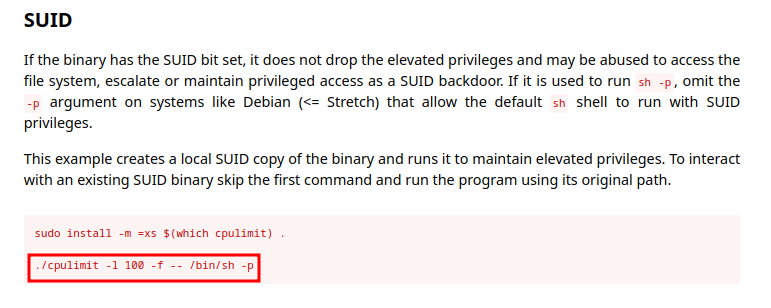 SUID
If the binary has the SUID bit set, it does not drop the elevated privileges and may be abused to access the
file system, escalate or maintain privileged access as a SUID backdoor. If it is used to run sh -p, omit the
-p argument on systems like Debian (<= Stretch) that allow the default sh shell to run with SUID
privileges.
This example creates a local SUID copy of the binary and runs it to maintain elevated privileges. To interact
with an existing SUID binary skip the first command and run the program using its original path.
sudo install -m =xs $(which cpulimit) .
./cpulimit -l 100 -f -- /bin/sh -p